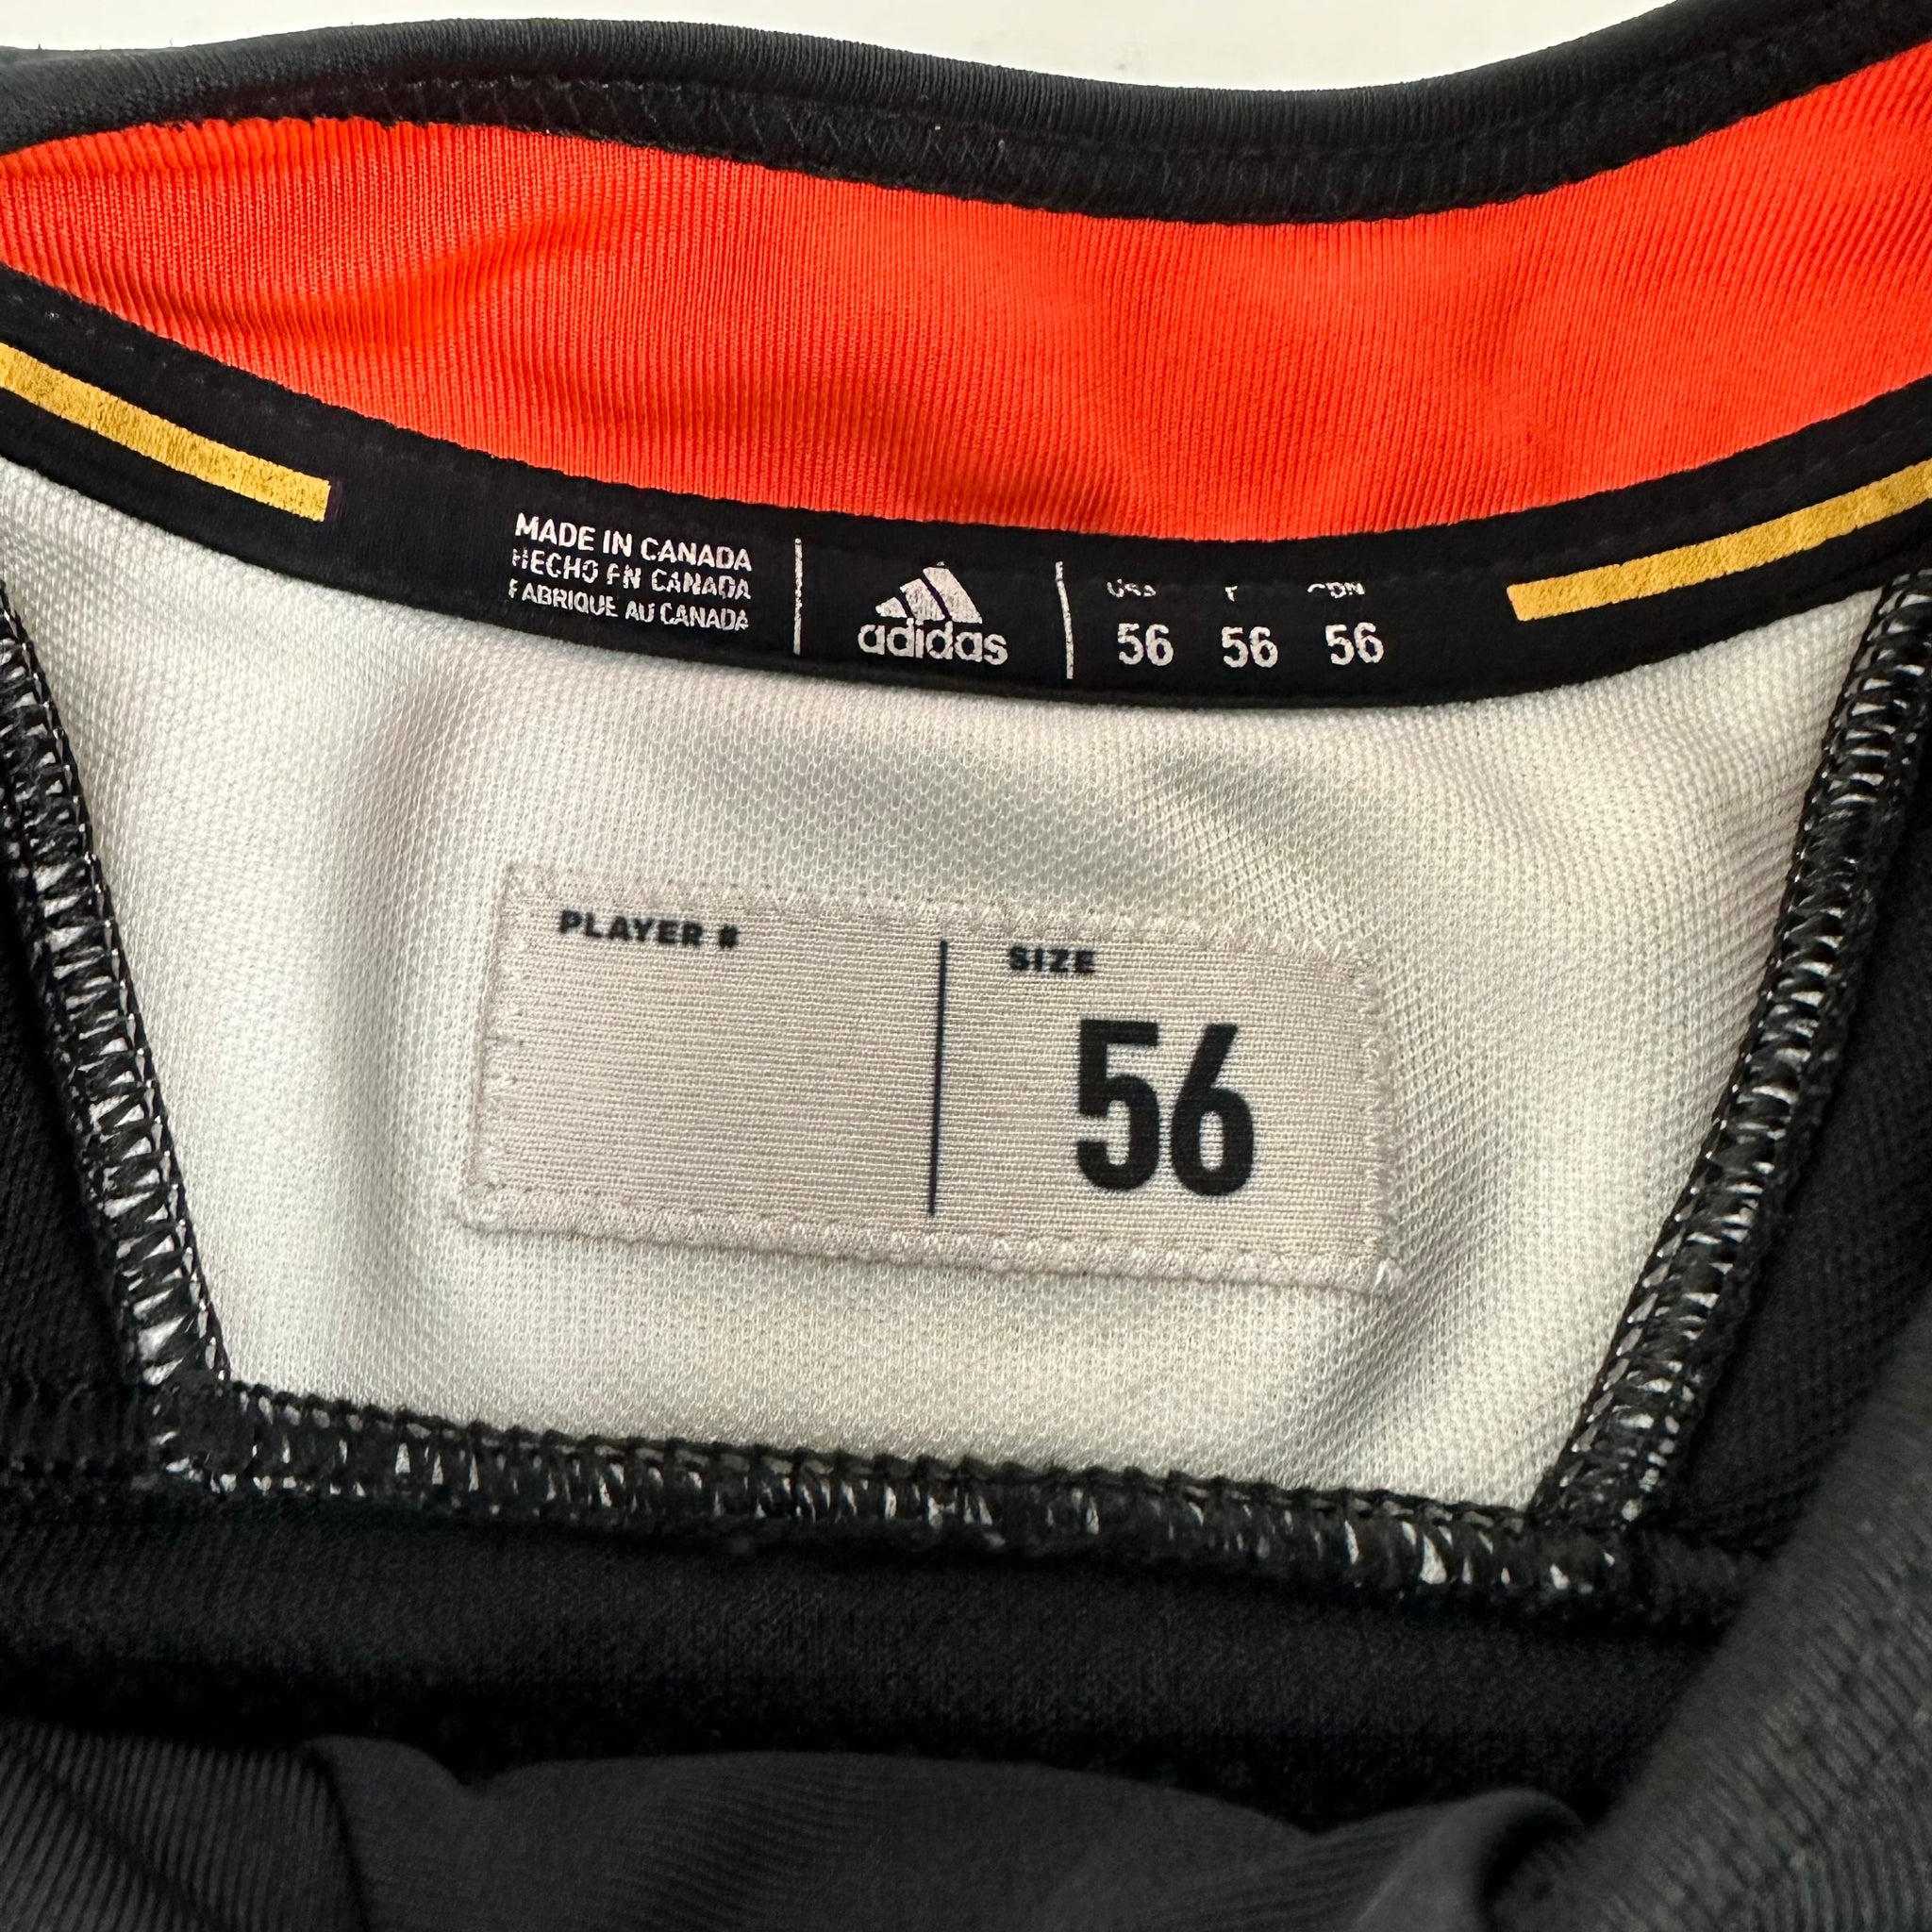 MADE IN CANADA
HECHO EN CANADA
FABRIQUE AU CANADA
adidas
56 56 56
PLAYER #
SIZE
56